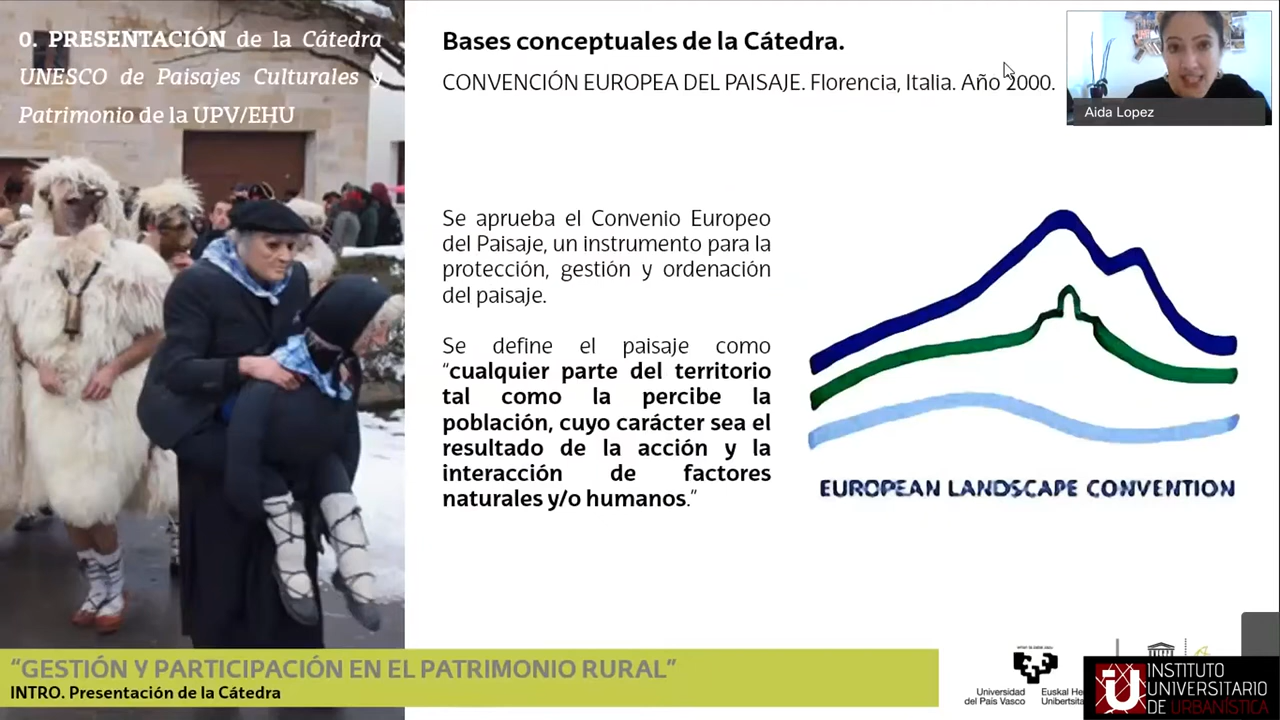 0. PRESENTACIÓN de la Cátedra
UNESCO de Paisajes Culturales y
Patrimonio de la UPV/EHU
Bases conceptuales de la Cátedra.
CONVENCIÓN EUROPEA DEL PAISAJE. Florencia, Italia. Año 2000.
Aida Lopez
Se aprueba el Convenio Europeo
del Paisaje, un instrumento para la
protección, gestión y ordenación
del paisaje.
Se define el paisaje como
“cualquier parte del territorio
tal como la percibe la
población, cuyo carácter sea el
resultado de la acción y la
interacción de factores
naturales y/o humanos.”
EUROPEAN LANDSCAPE CONVENTION
“GESTIÓN Y PARTICIPACIÓN EN EL PATRIMONIO RURAL”
INTRO. Presentación de la Cátedra
Universidad
del País Vasco
Euskal He
Unibertsita
INSTITUTO
UNIVERSITARIO
DE URBANÍSTICA